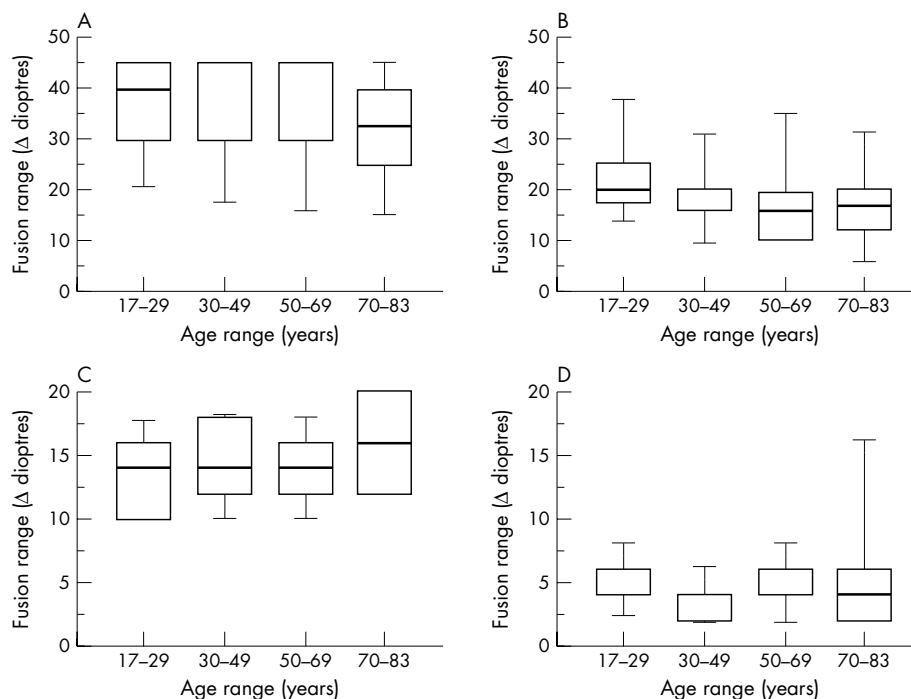 A
50
40
30
20
10
0
Fusion range (Δ dioptres)
17–29 30–49 50–69 70–83
Age range (years)
B
50
40
30
20
10
0
Fusion range (Δ dioptres)
17–29 30–49 50–69 70–83
Age range (years)
C
20
15
10
5
0
Fusion range (Δ dioptres)
17–29 30–49 50–69 70–83
Age range (years)
D
20
15
10
5
0
Fusion range (Δ dioptres)
17–29 30–49 50–69 70–83
Age range (years)